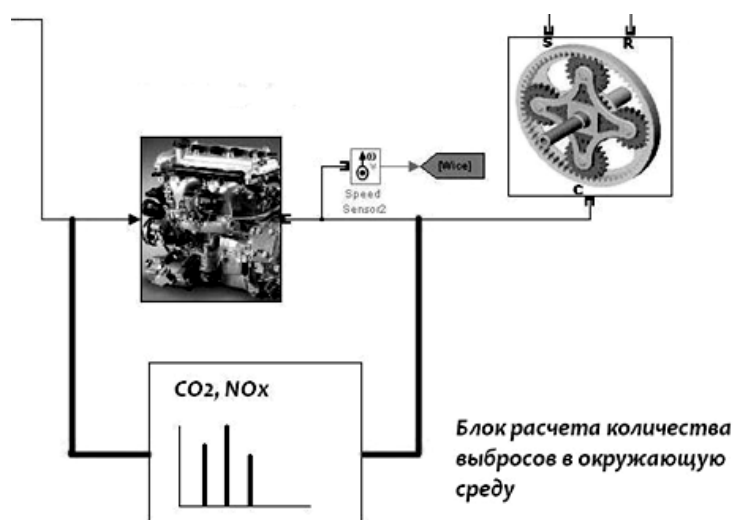 S R
[Wice]
Speed
Sensor2
C
CO2, NOx
Блок расчета количества
выбросов в окружающую
среду